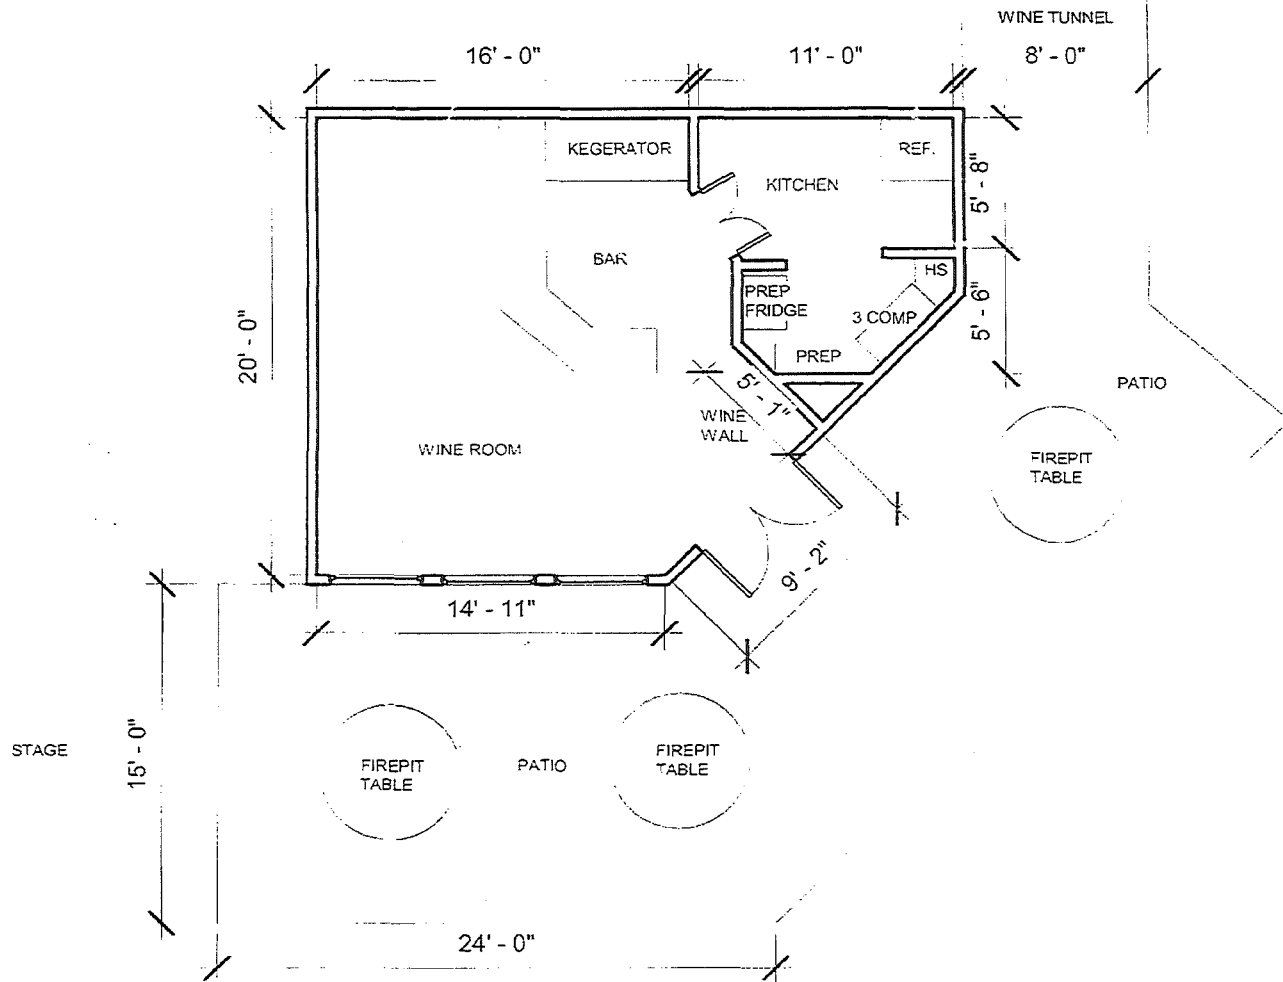 WINE TUNNEL
16' - 0"
11' - 0"
8' - 0"
KEGERATOR
REF.
KITCHEN
5' - 8"
BAR
HS
PREP
FRIDGE
3 COMP
5' - 6"
20' - 0"
PREP
5' - 1"
PATIO
WINE
WALL
WINE ROOM
FIREPIT
TABLE
9' - 2"
14' - 11"
15' - 0"
STAGE
FIREPIT
TABLE
PATIO
FIREPIT
TABLE
24' - 0"